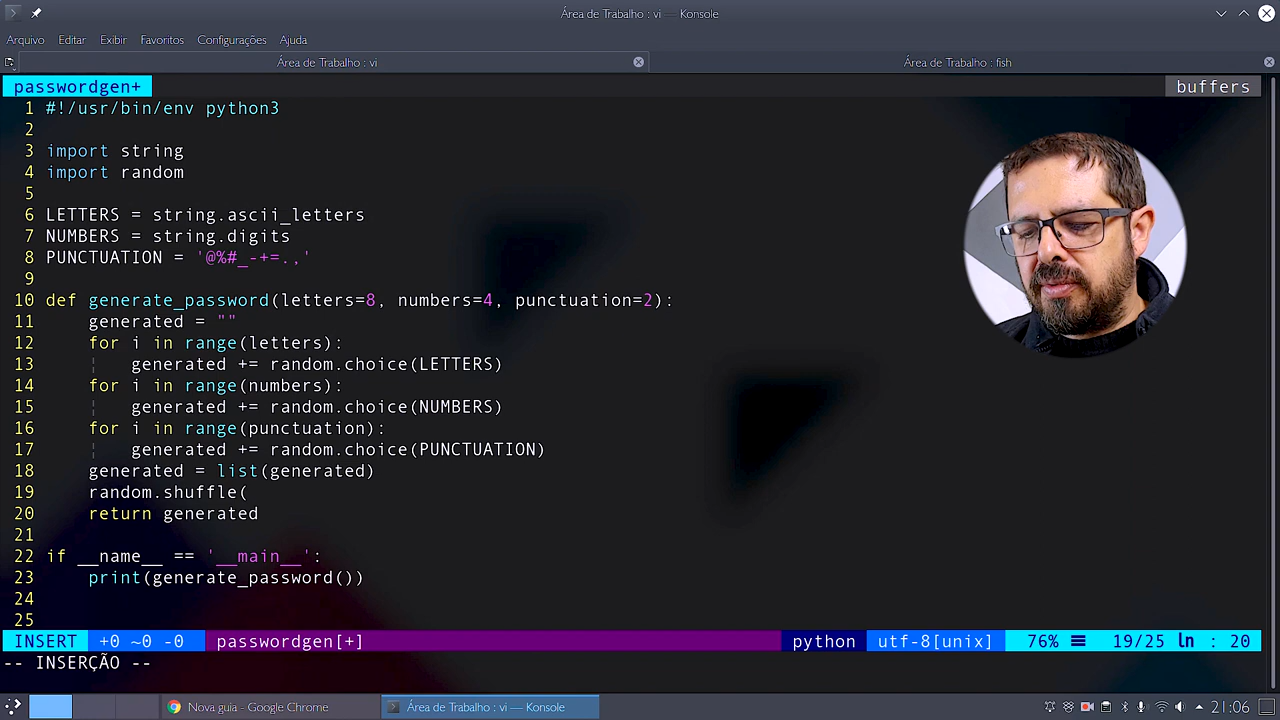 Área de Trabalho : vi — Konsole
Arquivo Editar Exibir Favoritos Configurações Ajuda
Área de Trabalho : vi
Área de Trabalho : fish
passwordgen+ buffers
1 #!/usr/bin/env python3
2
3 import string
4 import random
5
6 LETTERS = string.ascii_letters
7 NUMBERS = string.digits
8 PUNCTUATION = '@%#_-+=.,'
9
10 def generate_password(letters=8, numbers=4, punctuation=2):
11     generated = ""
12     for i in range(letters):
13         generated += random.choice(LETTERS)
14     for i in range(numbers):
15         generated += random.choice(NUMBERS)
16     for i in range(punctuation):
17         generated += random.choice(PUNCTUATION)
18     generated = list(generated)
19     random.shuffle(
20     return generated
21
22 if __name__ == '__main__':
23     print(generate_password())
24
25
INSERT +0 ~0 -0 passwordgen[+] python utf-8[unix] 76% ≡ 19/25 ln : 20
-- INSERÇÃO --
Nova guia - Google Chrome
Área de Trabalho : vi — Konsole
21:06